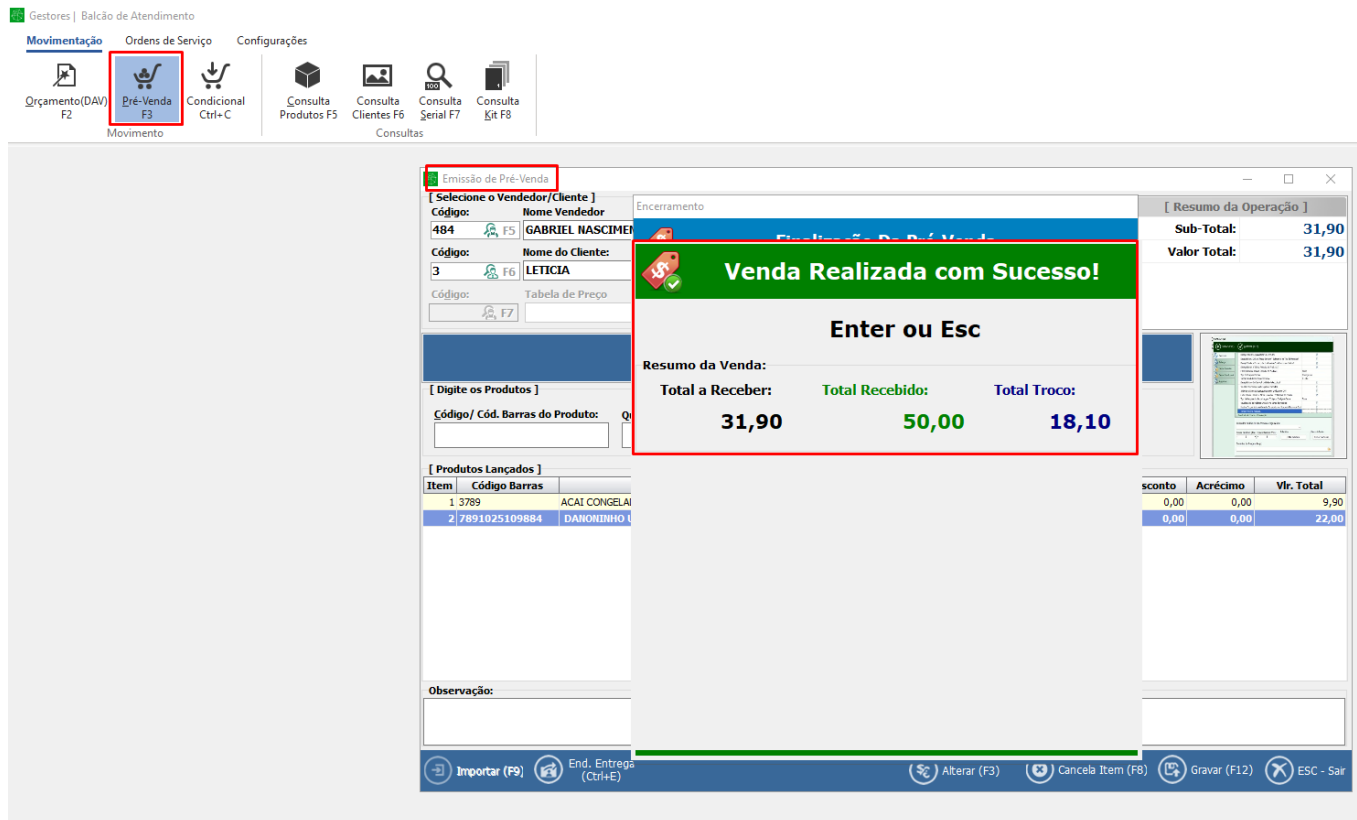 Gestores | Balcão de Atendimento
Movimentação Ordens de Serviço Configurações
Orçamento(DAV) F2
Pré-Venda F3
Condicional Ctrl+C
Consulta Produtos F5
Consulta Clientes F6
100
Consulta Serial F7
Consulta Kit F8
Movimento
Consultas
Emissão de Pré-Venda
[ Selecione o Vendedor/Cliente ]
Código: Nome Vendedor
484 F5 GABRIEL NASCIMEN
Código: Nome do Cliente:
3 F6 LETICIA
Código: Tabela de Preço
F7
Encerramento
Finalização Da Pré-Venda
Venda Realizada com Sucesso!
Enter ou Esc
Resumo da Venda:
Total a Receber: Total Recebido: Total Troco:
31,90 50,00 18,10
[ Resumo da Operação ]
Sub-Total: 31,90
Valor Total: 31,90
[ Digite os Produtos ]
Código/ Cód. Barras do Produto:
[ Produtos Lançados ]
Item Código Barras sconto Acrécimo Vlr. Total
1 3789 ACAI CONGELA 0,00 0,00 9,90
2 7891025109884 DANONINHO U 0,00 0,00 22,00
Observação:
Importar (F9)
End. Entrega (Ctrl+E)
Alterar (F3)
Cancela Item (F8)
Gravar (F12)
ESC - Sair